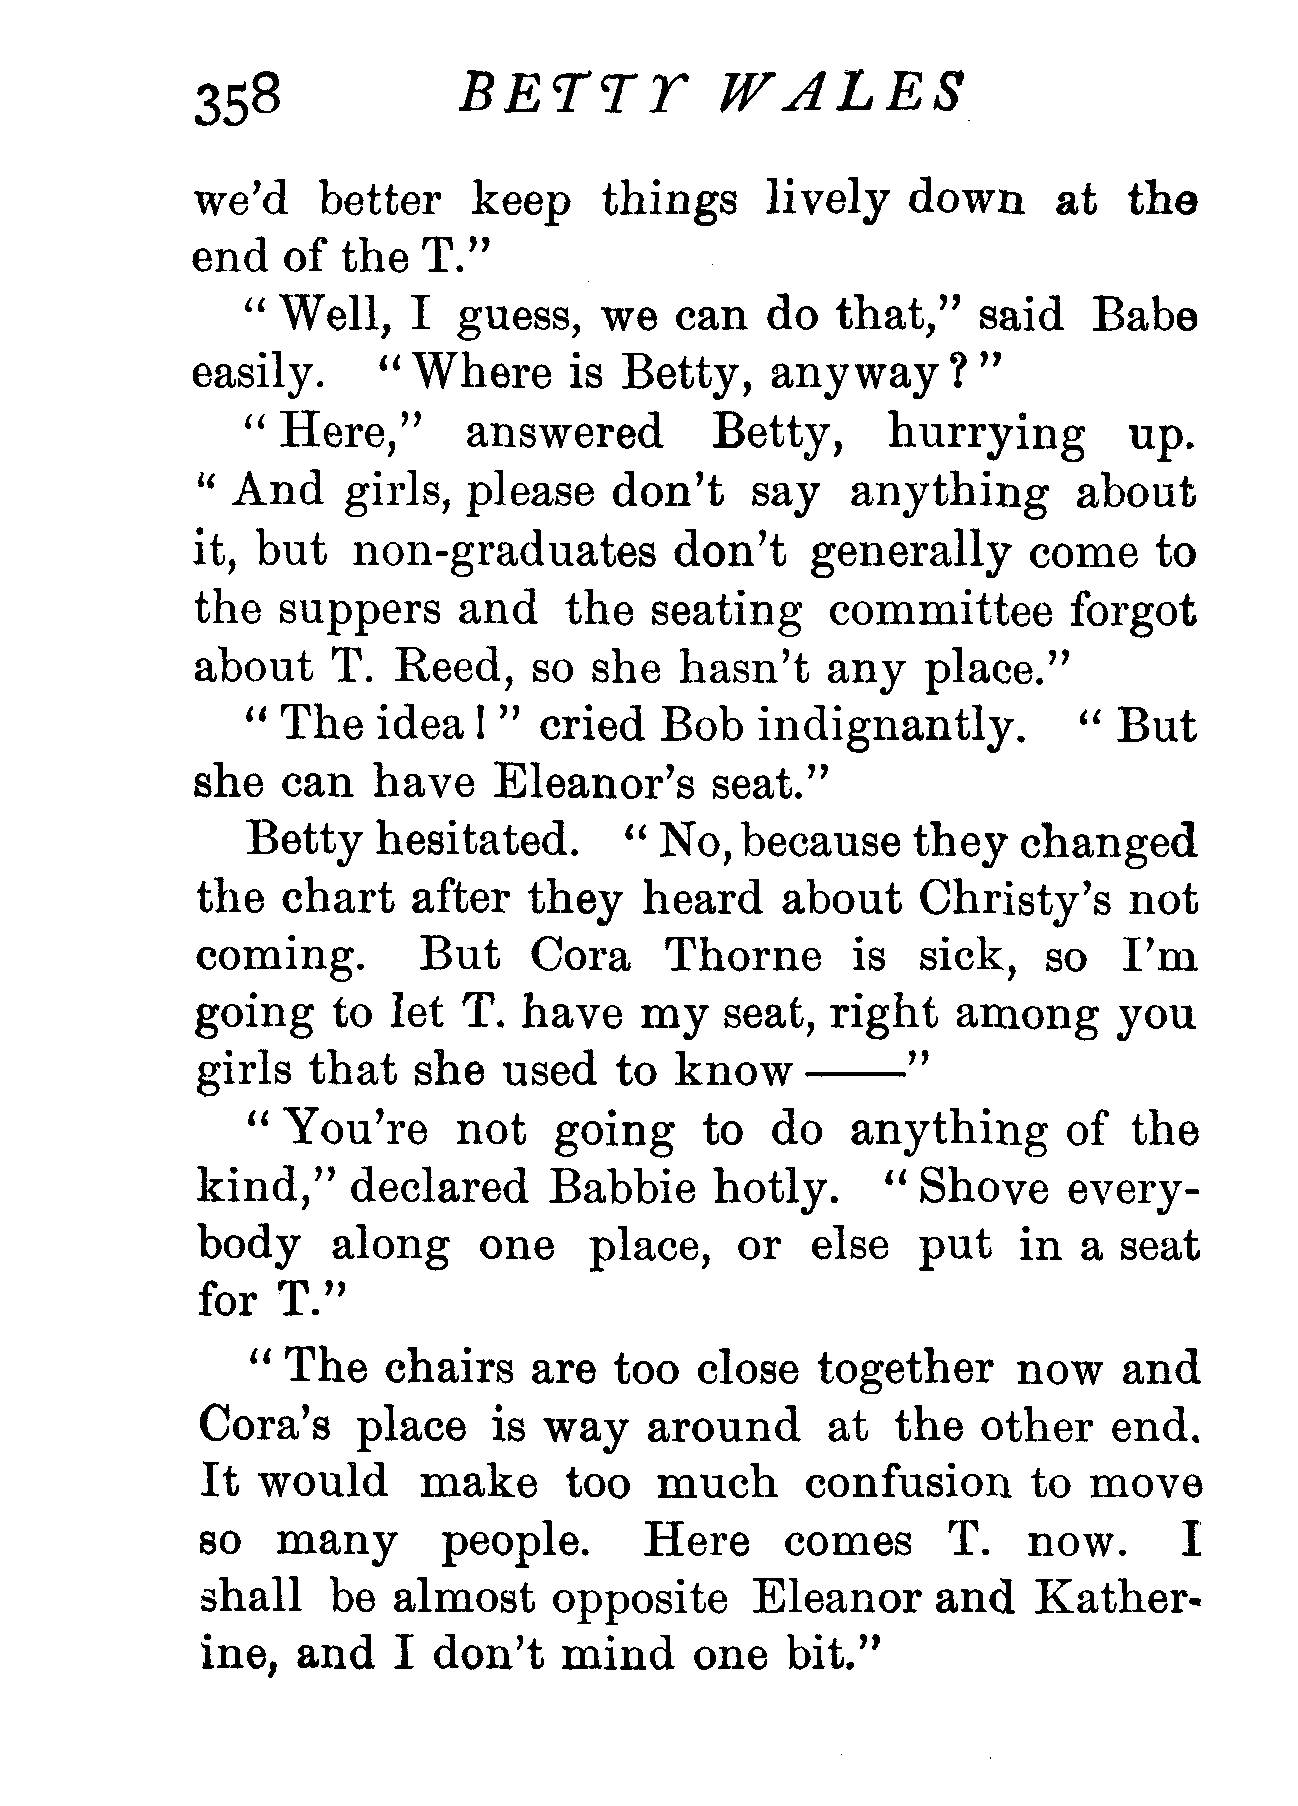 358 BETTY WALES
we'd better keep things lively down at the
end of the T."
"Well, I guess, we can do that," said Babe
easily. "Where is Betty, anyway?"
"Here," answered Betty, hurrying up.
"And girls, please don't say anything about
it, but non-graduates don't generally come to
the suppers and the seating committee forgot
about T. Reed, so she hasn't any place."
"The idea!" cried Bob indignantly. "But
she can have Eleanor's seat."
Betty hesitated. "No, because they changed
the chart after they heard about Christy's not
coming. But Cora Thorne is sick, so I'm
going to let T. have my seat, right among you
girls that she used to know ——"
"You're not going to do anything of the
kind," declared Babbie hotly. "Shove every-
body along one place, or else put in a seat
for T."
"The chairs are too close together now and
Cora's place is way around at the other end.
It would make too much confusion to move
so many people. Here comes T. now. I
shall be almost opposite Eleanor and Kather-
ine, and I don't mind one bit."